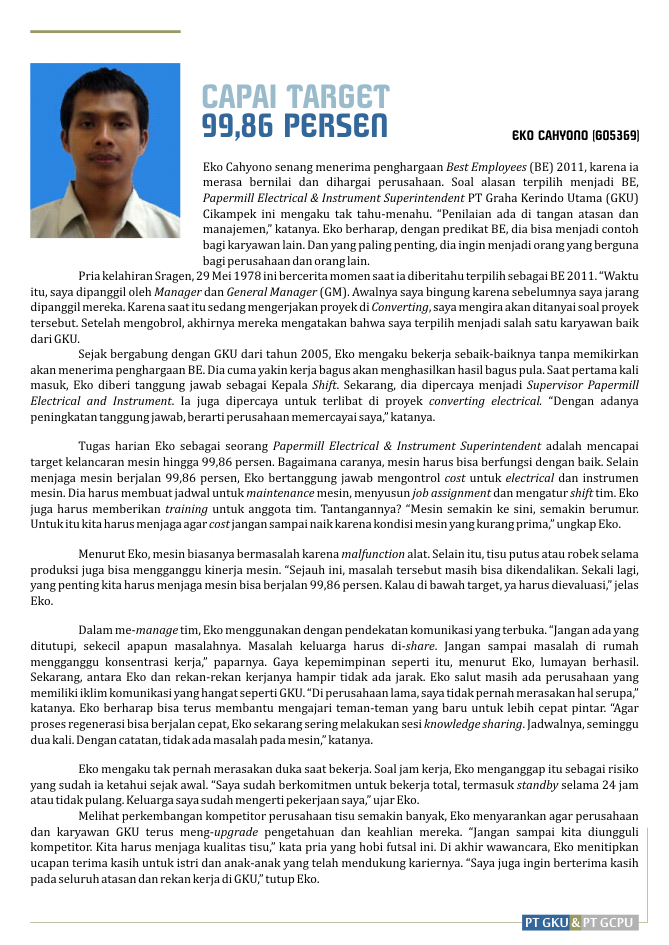 CAPAI TARGET
99,86 PERSEN
EKO CAHYONO (G05369)
Eko Cahyono senang menerima penghargaan Best Employees (BE) 2011, karena ia
merasa bernilai dan dihargai perusahaan. Soal alasan terpilih menjadi BE,
Papermill Electrical & Instrument Superintendent PT Graha Kerindo Utama (GKU)
Cikampek ini mengaku tak tahu-menahu. “Penilaian ada di tangan atasan dan
manajemen,” katanya. Eko berharap, dengan predikat BE, dia bisa menjadi contoh
bagi karyawan lain. Dan yang paling penting, dia ingin menjadi orang yang berguna
bagi perusahaan dan orang lain.
Pria kelahiran Sragen, 29 Mei 1978 ini bercerita momen saat ia diberitahu terpilih sebagai BE 2011. “Waktu
itu, saya dipanggil oleh Manager dan General Manager (GM). Awalnya saya bingung karena sebelumnya saya jarang
dipanggil mereka. Karena saat itu sedang mengerjakan proyek di Converting, saya mengira akan ditanyai soal proyek
tersebut. Setelah mengobrol, akhirnya mereka mengatakan bahwa saya terpilih menjadi salah satu karyawan baik
dari GKU.
Sejak bergabung dengan GKU dari tahun 2005, Eko mengaku bekerja sebaik-baiknya tanpa memikirkan
akan menerima penghargaan BE. Dia cuma yakin kerja bagus akan menghasilkan hasil bagus pula. Saat pertama kali
masuk, Eko diberi tanggung jawab sebagai Kepala Shift. Sekarang, dia dipercaya menjadi Supervisor Papermill
Electrical and Instrument. Ia juga dipercaya untuk terlibat di proyek converting electrical. “Dengan adanya
peningkatan tanggung jawab, berarti perusahaan memercayai saya,” katanya.
Tugas harian Eko sebagai seorang Papermill Electrical & Instrument Superintendent adalah mencapai
target kelancaran mesin hingga 99,86 persen. Bagaimana caranya, mesin harus bisa berfungsi dengan baik. Selain
menjaga mesin berjalan 99,86 persen, Eko bertanggung jawab mengontrol cost untuk electrical dan instrumen
mesin. Dia harus membuat jadwal untuk maintenance mesin, menyusun job assignment dan mengatur shift tim. Eko
juga harus memberikan training untuk anggota tim. Tantangannya? “Mesin semakin ke sini, semakin berumur.
Untuk itu kita harus menjaga agar cost jangan sampai naik karena kondisi mesin yang kurang prima,” ungkap Eko.
Menurut Eko, mesin biasanya bermasalah karena malfunction alat. Selain itu, tisu putus atau robek selama
produksi juga bisa mengganggu kinerja mesin. “Sejauh ini, masalah tersebut masih bisa dikendalikan. Sekali lagi,
yang penting kita harus menjaga mesin bisa berjalan 99,86 persen. Kalau di bawah target, ya harus dievaluasi,” jelas
Eko.
Dalam me-manage tim, Eko menggunakan dengan pendekatan komunikasi yang terbuka. “Jangan ada yang
ditutupi, sekecil apapun masalahnya. Masalah keluarga harus di-share. Jangan sampai masalah di rumah
mengganggu konsentrasi kerja,” paparnya. Gaya kepemimpinan seperti itu, menurut Eko, lumayan berhasil.
Sekarang, antara Eko dan rekan-rekan kerjanya hampir tidak ada jarak. Eko salut masih ada perusahaan yang
memiliki iklim komunikasi yang hangat seperti GKU. “Di perusahaan lama, saya tidak pernah merasakan hal serupa,”
katanya. Eko berharap bisa terus membantu mengajari teman-teman yang baru untuk lebih cepat pintar. “Agar
proses regenerasi bisa berjalan cepat, Eko sekarang sering melakukan sesi knowledge sharing. Jadwalnya, seminggu
dua kali. Dengan catatan, tidak ada masalah pada mesin,” katanya.
Eko mengaku tak pernah merasakan duka saat bekerja. Soal jam kerja, Eko menganggap itu sebagai risiko
yang sudah ia ketahui sejak awal. “Saya sudah berkomitmen untuk bekerja total, termasuk standby selama 24 jam
atau tidak pulang. Keluarga saya sudah mengerti pekerjaan saya,” ujar Eko.
Melihat perkembangan kompetitor perusahaan tisu semakin banyak, Eko menyarankan agar perusahaan
dan karyawan GKU terus meng-upgrade pengetahuan dan keahlian mereka. “Jangan sampai kita diungguli
kompetitor. Kita harus menjaga kualitas tisu,” kata pria yang hobi futsal ini. Di akhir wawancara, Eko menitipkan
ucapan terima kasih untuk istri dan anak-anak yang telah mendukung kariernya. “Saya juga ingin berterima kasih
pada seluruh atasan dan rekan kerja di GKU,” tutup Eko.
PT GKU & PT GCPU